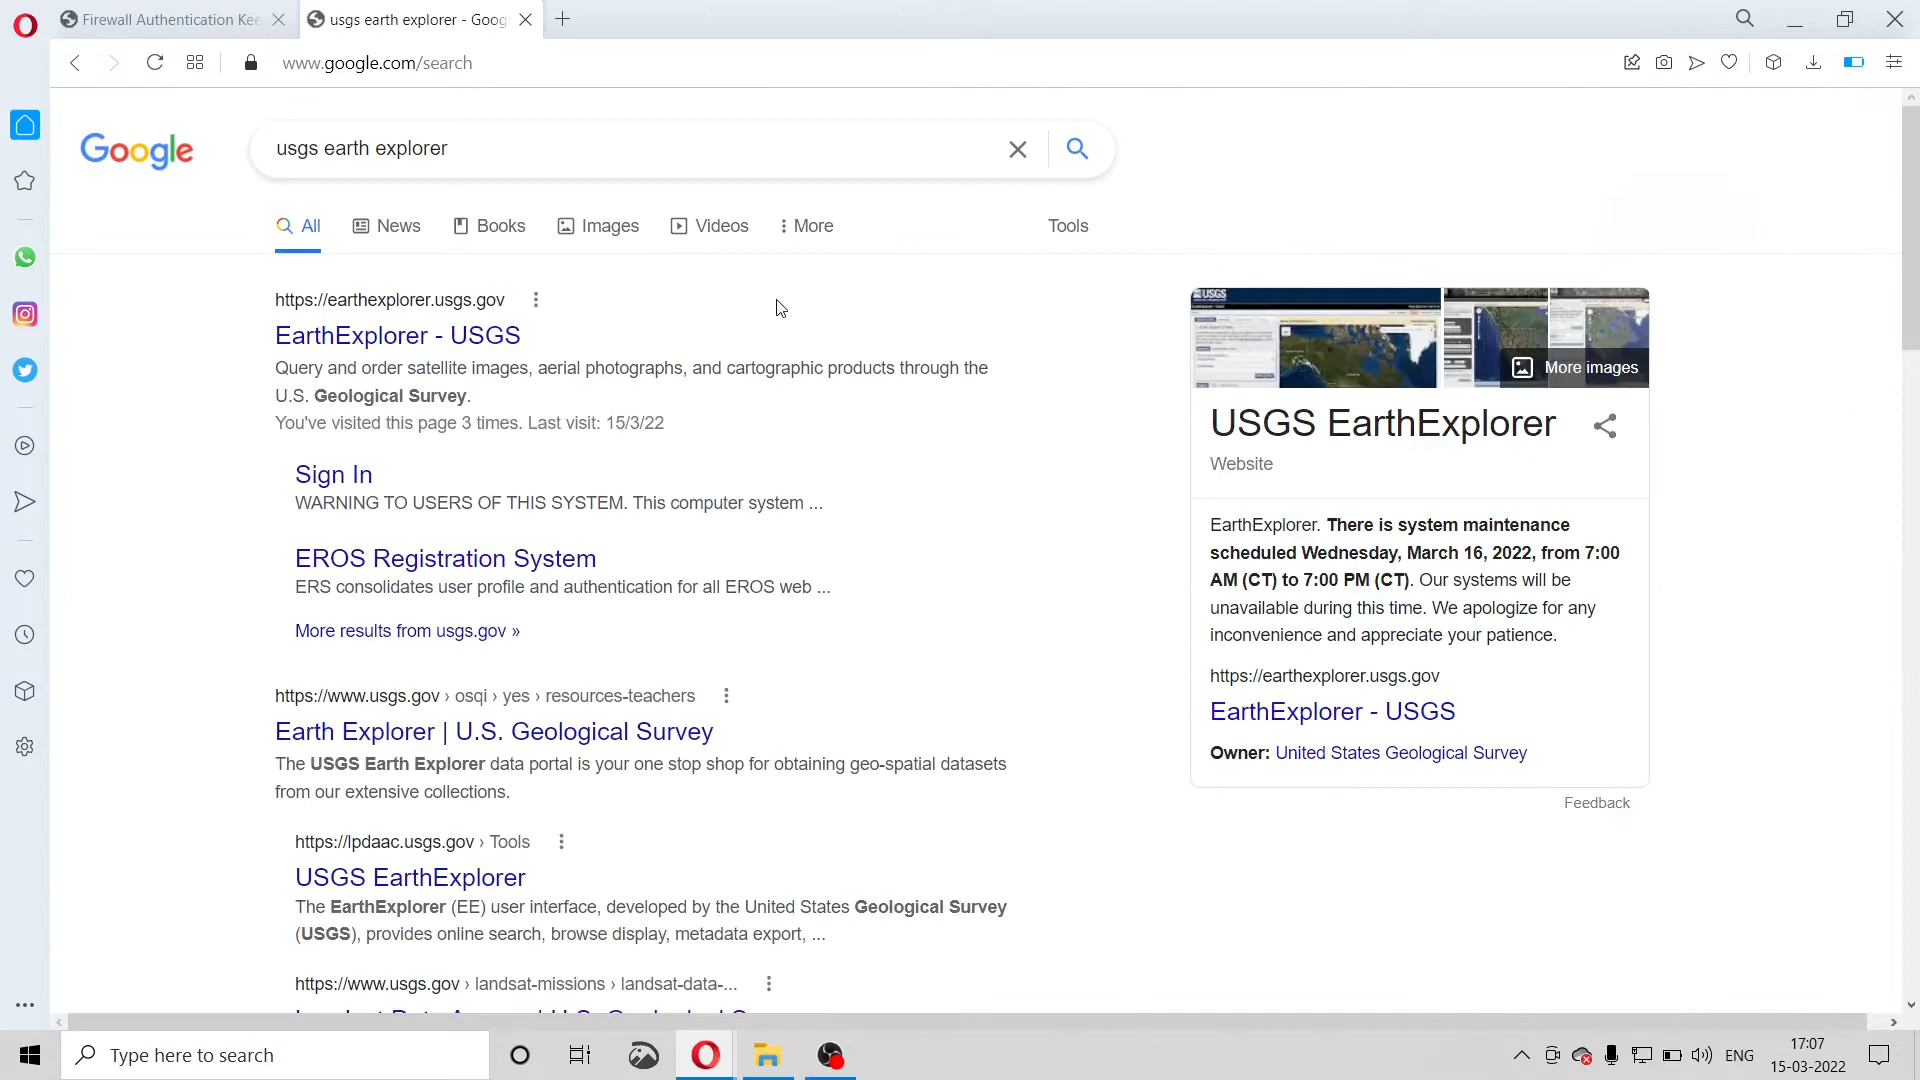 Firewall Authentication Kee
usgs earth explorer - Goog
www.google.com/search
Google
usgs earth explorer
All
News
Books
Images
Videos
More
Tools
https://earthexplorer.usgs.gov
EarthExplorer - USGS
Query and order satellite images, aerial photographs, and cartographic products through the
U.S. Geological Survey.
You've visited this page 3 times. Last visit: 15/3/22
Sign In
WARNING TO USERS OF THIS SYSTEM. This computer system ...
EROS Registration System
ERS consolidates user profile and authentication for all EROS web ...
More results from usgs.gov »
https://www.usgs.gov › osqi › yes › resources-teachers
Earth Explorer | U.S. Geological Survey
The USGS Earth Explorer data portal is your one stop shop for obtaining geo-spatial datasets
from our extensive collections.
https://lpdaac.usgs.gov › Tools
USGS EarthExplorer
The EarthExplorer (EE) user interface, developed by the United States Geological Survey
(USGS), provides online search, browse display, metadata export, ...
https://www.usgs.gov › landsat-missions › landsat-data-...
USGS
More images
USGS EarthExplorer
Website
EarthExplorer. There is system maintenance
scheduled Wednesday, March 16, 2022, from 7:00
AM (CT) to 7:00 PM (CT). Our systems will be
unavailable during this time. We apologize for any
inconvenience and appreciate your patience.
https://earthexplorer.usgs.gov
EarthExplorer - USGS
Owner: United States Geological Survey
Feedback
Type here to search
ENG
17:07
15-03-2022